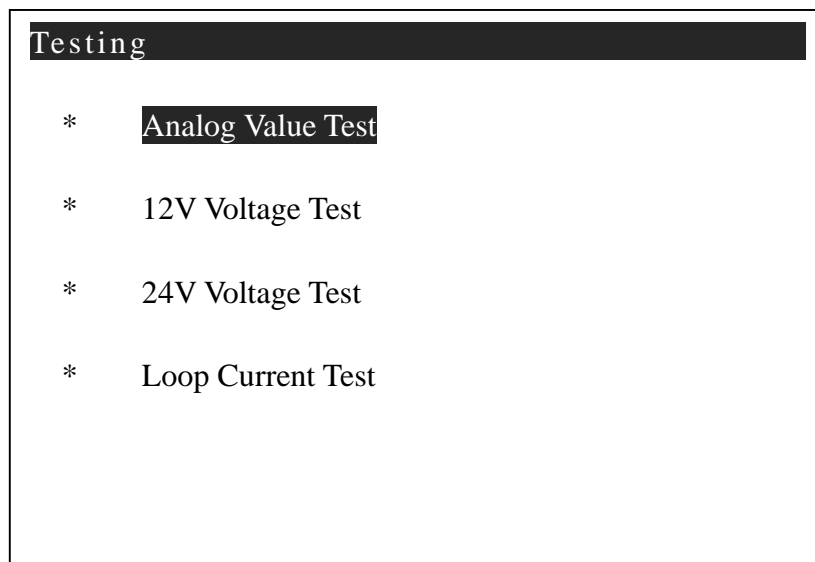 Testing
* Analog Value Test
* 12V Voltage Test
* 24V Voltage Test
* Loop Current Test